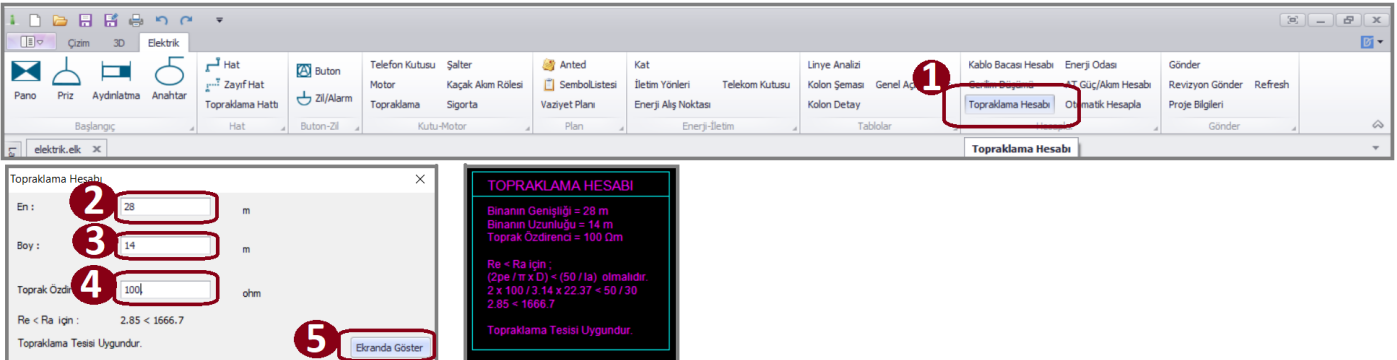 Çizim 3D Elektrik
Pano Priz Aydınlatma Anahtar
Başlangıç
Hat
Zayıf Hat
Topraklama Hattı
Hat
Buton
Zil/Alarm
Buton-Zil
Telefon Kutusu Şalter
Motor Kaçak Akım Rölesi
Topraklama Sigorta
Kutu-Motor
Anted
SembolListesi
Vaziyet Planı
Plan
Kat
İletim Yönleri Telekom Kutusu
Enerji Alış Noktası
Enerji-İletim
Linye Analizi
Kolon Şeması Genel
Kolon Detay
Tablolar
1
Kablo Bacası Hesabı Enerji Odası
Gerilim Düşümü AT Güç/Akım Hesabı
Topraklama Hesabı Otomatik Hesapla
Gönder
Revizyon Gönder Refresh
Proje Bilgileri
Gönder
elektrik.elk
Topraklama Hesabı
Topraklama Hesabı
En : 2 28 m
Boy : 3 14 m
Toprak 4 100 ohm
Re < Ra için : 2.85 < 1666.7
Topraklama Tesisi Uygundur.
5 Ekranda Göster
TOPRAKLAMA HESABI
Binanın Genişliği = 28 m
Binanın Uzunluğu = 14 m
Toprak Özdirenci = 100 Ωm
Re < Ra için ;
(2pe / π x D) < (50 / Ia) olmalıdır.
2 x 100 / 3.14 x 22.37 < 50 / 30
2.85 < 1666.7
Topraklama Tesisi Uygundur.